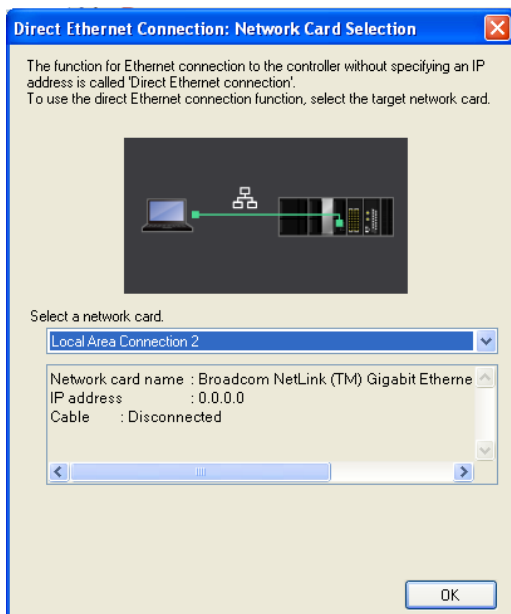 Direct Ethernet Connection: Network Card Selection
The function for Ethernet connection to the controller without specifying an IP
address is called 'Direct Ethernet connection'.
To use the direct Ethernet connection function, select the target network card.
Select a network card.
Local Area Connection 2
Network card name : Broadcom NetLink (TM) Gigabit Etherne
IP address : 0.0.0.0
Cable : Disconnected
OK